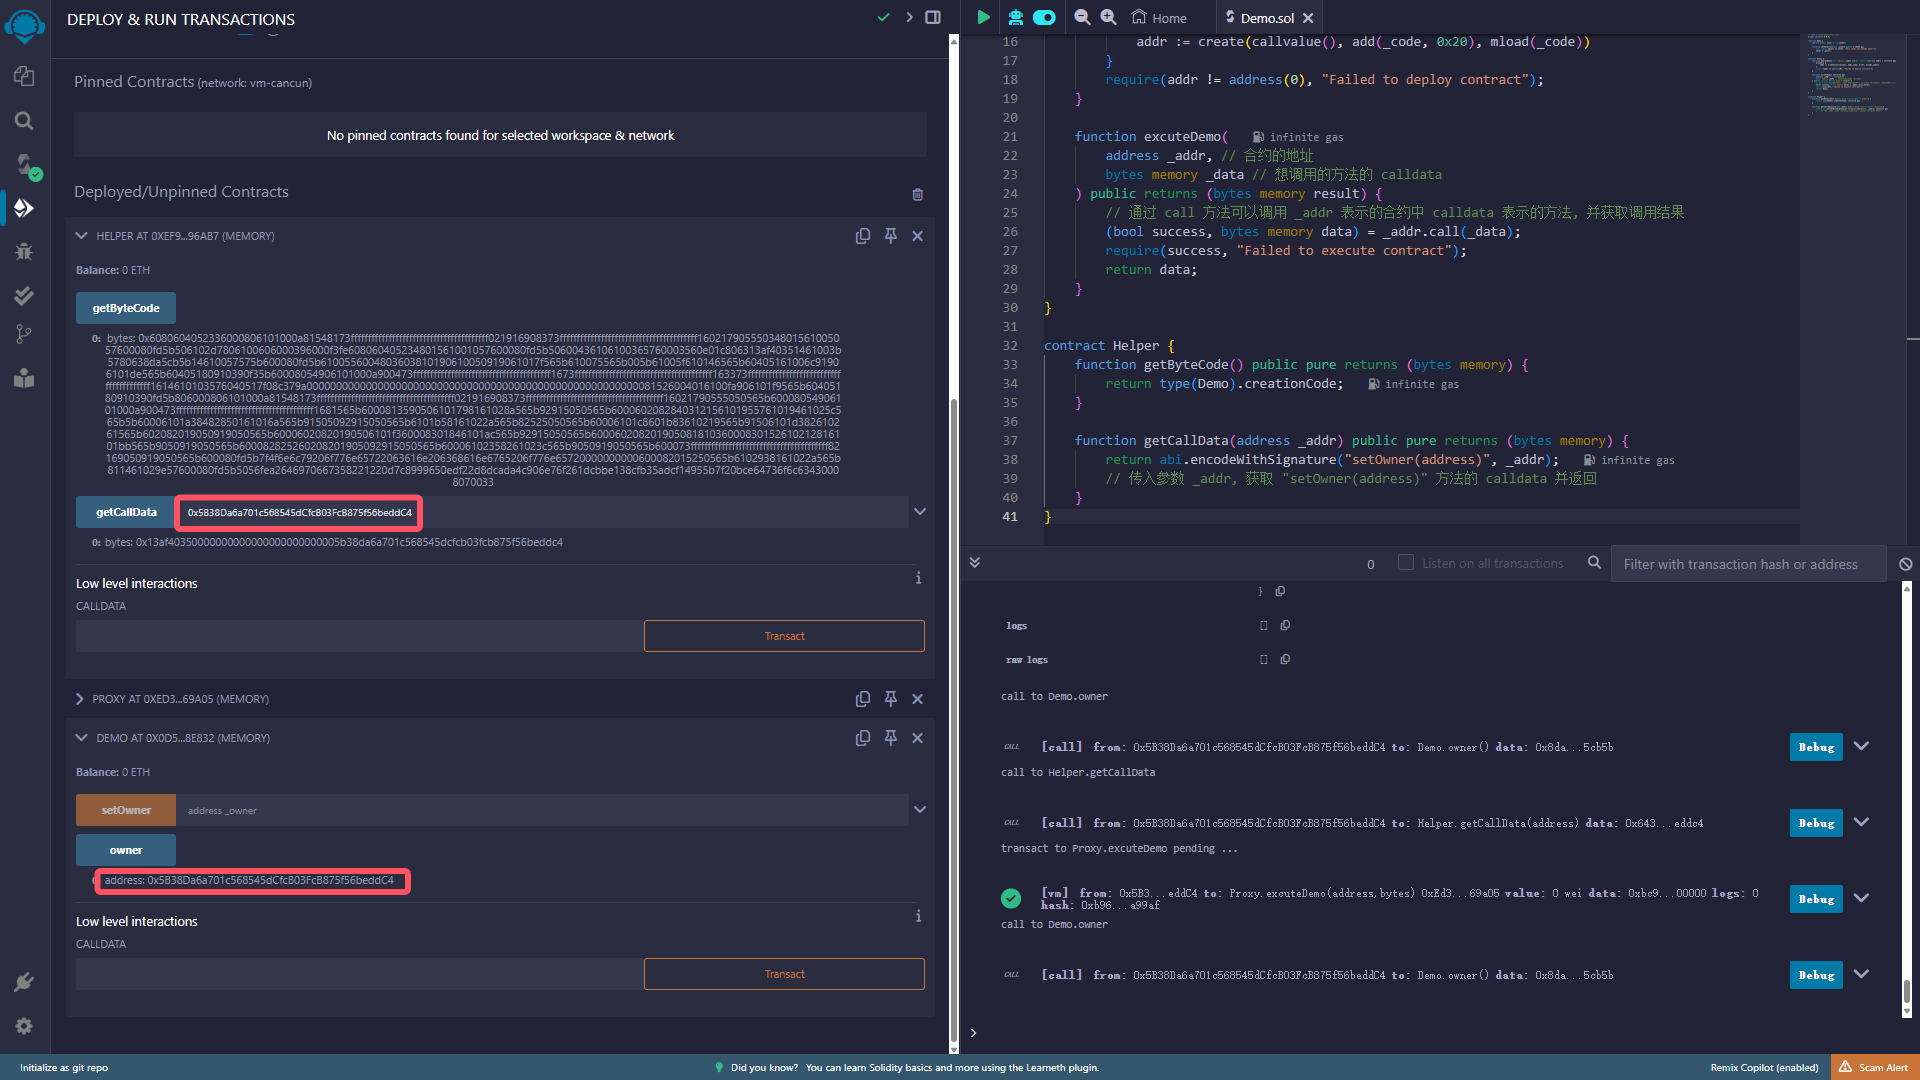 DEPLOY & RUN TRANSACTIONS
Pinned Contracts (network: vm-cancun)
No pinned contracts found for selected workspace & network
Deployed/Unpinned Contracts
HELPER AT 0XEF9...96AB7 (MEMORY)
Balance: 0 ETH
getByteCode
getCallData
0x5B38Da6a701c568545dCfcB03FcB875f56beddC4
Low level interactions
CALLDATA
Transact
PROXY AT 0XED3...69A05 (MEMORY)
DEMO AT 0X0D5...8E832 (MEMORY)
Balance: 0 ETH
setOwner
address _owner
owner
address: 0x5B38Da6a701c568545dCfcB03FcB875f56beddC4
Low level interactions
CALLDATA
Transact
Initialize as git repo
Home
Demo.sol
16 addr := create(callvalue(), add(_code, 0x20), mload(_code))
17 }
18 require(addr != address(0), "Failed to deploy contract");
19 }
20
21 function excuteDemo( infinite gas
22 address _addr, // 合约的地址
23 bytes memory _data // 想调用的方法的 calldata
24 ) public returns (bytes memory result) {
25 // 通过 call 方法可以调用 _addr 表示的合约中 calldata 表示的方法, 并获取调用结果
26 (bool success, bytes memory data) = _addr.call(_data);
27 require(success, "Failed to execute contract");
28 return data;
29 }
30 }
31
32 contract Helper {
33 function getByteCode() public pure returns (bytes memory) {
34 return type(Demo).creationCode; infinite gas
35 }
36
37 function getCallData(address _addr) public pure returns (bytes memory) {
38 return abi.encodeWithSignature("setOwner(address)", _addr); infinite gas
39 // 传入参数 _addr, 获取 "setOwner(address)" 方法的 calldata 并返回
40 }
41 }
0
Listen on all transactions
Filter with transaction hash or address
}
logs []
raw logs []
call to Demo.owner
CALL [call] from: 0x5B38Da6a701c568545dCfcB03FcB875f56beddC4 to: Demo.owner() data: 0x8da...5cb5b
Debug
call to Helper.getCallData
CALL [call] from: 0x5B38Da6a701c568545dCfcB03FcB875f56beddC4 to: Helper.getCallData(address) data: 0x643...eddc4
Debug
transact to Proxy.excuteDemo pending ...
[vm] from: 0x5B3...eddC4 to: Proxy.excuteDemo(address,bytes) 0xEd3...69a05 value: 0 wei data: 0xbc9...00000 logs: 0
hash: 0xb96...a99af
Debug
call to Demo.owner
CALL [call] from: 0x5B38Da6a701c568545dCfcB03FcB875f56beddC4 to: Demo.owner() data: 0x8da...5cb5b
Debug
>
Did you know? You can learn Solidity basics and more using the Learneth plugin.
Remix Copilot (enabled)
Scam Alert